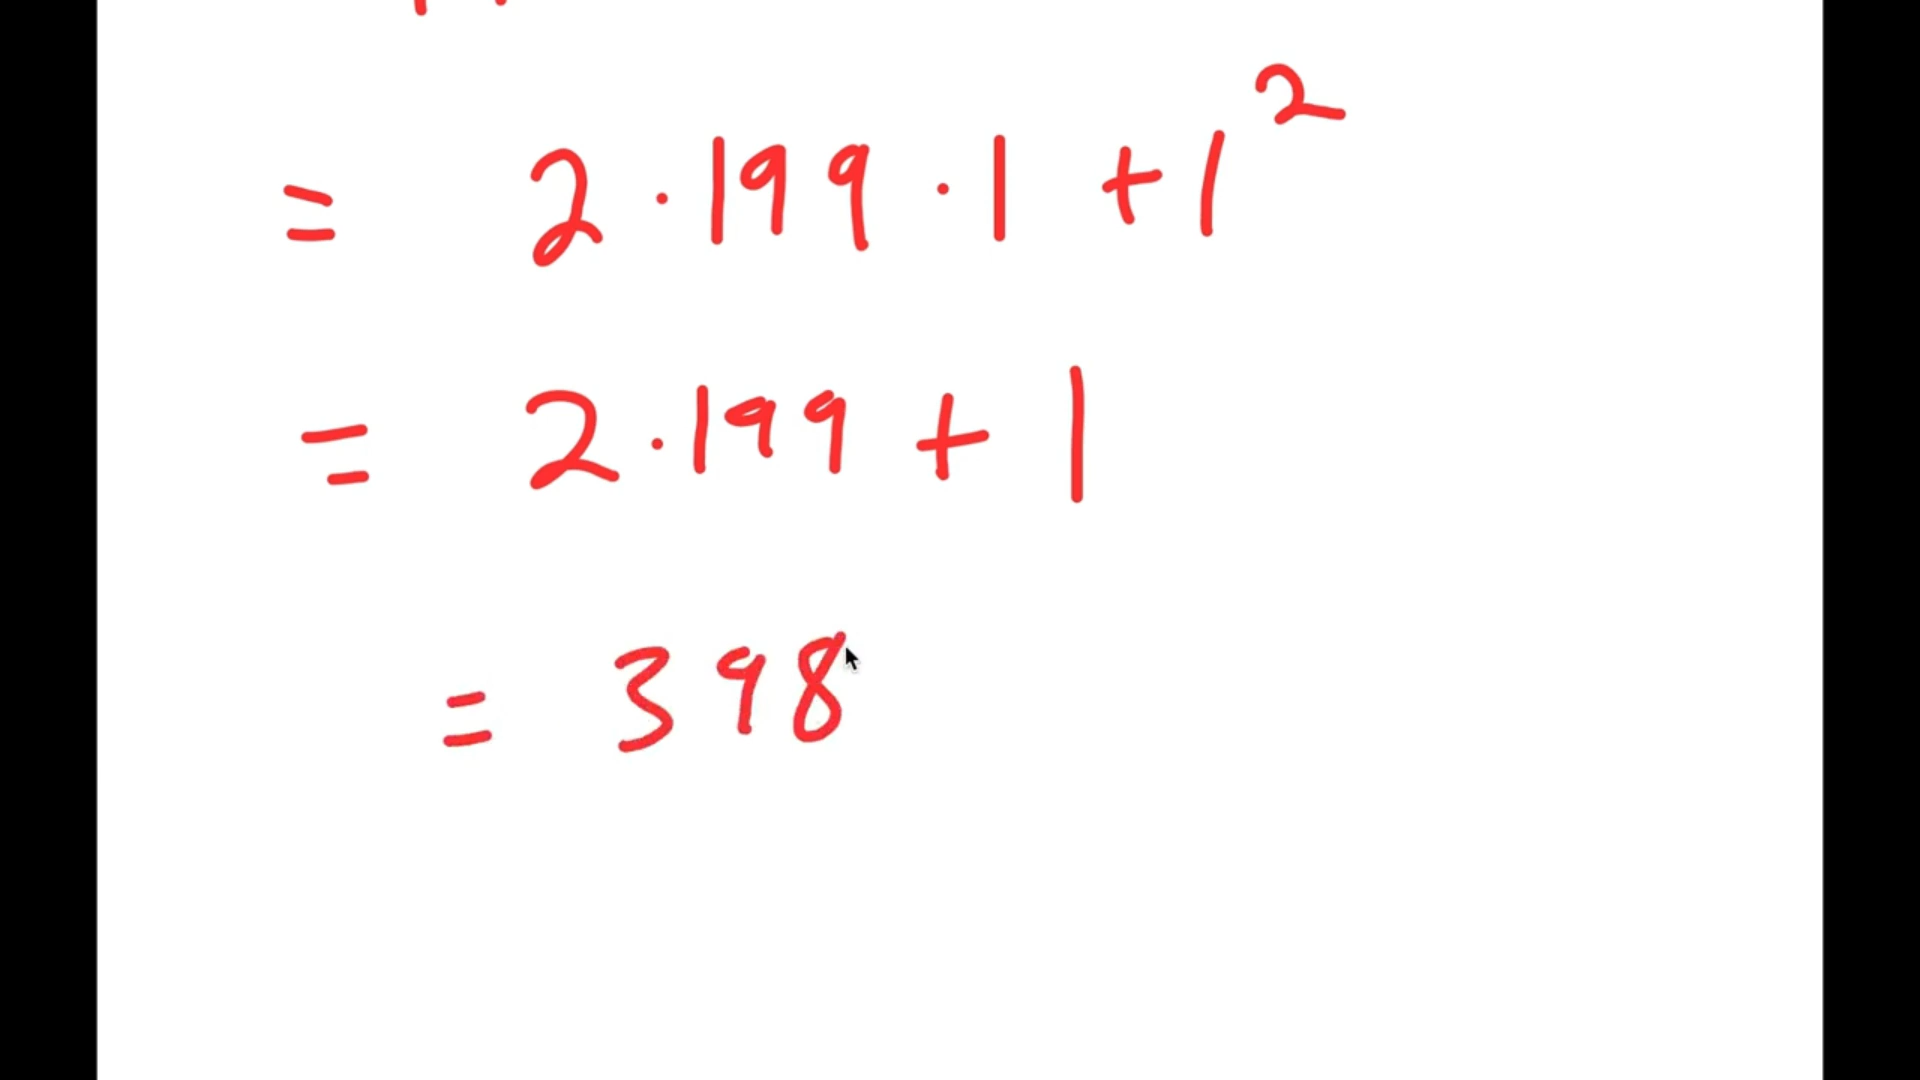 = 2 · 199 · 1 + 1²
= 2 · 199 + 1
= 398